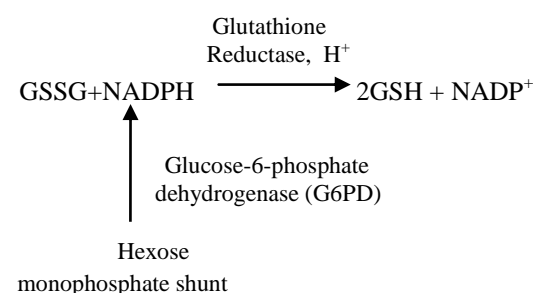 Glutathione
Reductase, H⁺
GSSG+NADPH 2GSH + NADP⁺
Glucose-6-phosphate
dehydrogenase (G6PD)
Hexose
monophosphate shunt